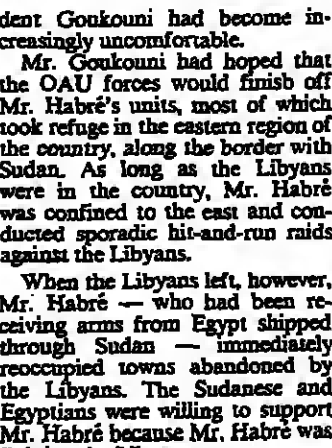 dent Goukouni had become in-
creasingly uncomfortable.
Mr. Goukouni had hoped that
the OAU forces would finish off
Mr. Habré's units, most of which
took refuge in the eastern region of
the country, along the border with
Sudan. As long as the Libyans
were in the country, Mr. Habré
was confined to the east and con-
ducted sporadic hit-and-run raids
against the Libyans.
When the Libyans left, however,
Mr. Habré — who had been re-
ceiving arms from Egypt shipped
through Sudan — immediately
reoccupied towns abandoned by
the Libyans. The Sudanese and
Egyptians were willing to support
Mr. Habré because Mr. Habré was